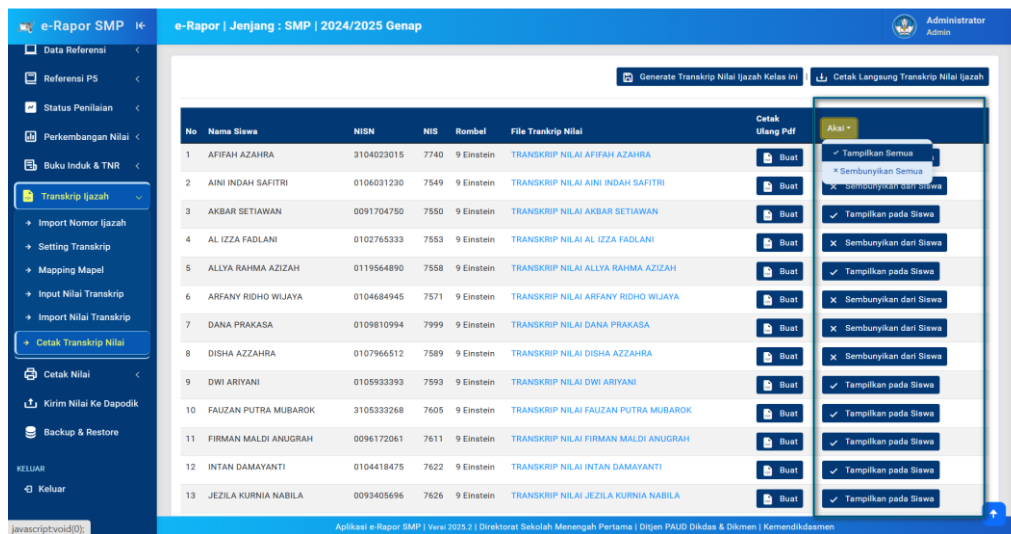 e-Rapor SMP
e-Rapor | Jenjang : SMP | 2024/2025 Genap
Administrator
Admin
Data Referensi
Referensi P5
Status Penilaian
Perkembangan Nilai
Buku Induk & TNR
Transkrip Ijazah
Import Nomor Ijazah
Setting Transkrip
Mapping Mapel
Input Nilai Transkrip
Import Nilai Transkrip
Cetak Transkrip Nilai
Cetak Nilai
Kirim Nilai Ke Dapodik
Backup & Restore
KELUAR
Keluar
javascript:void(0);
Generate Transkrip Nilai Ijazah Kelas ini | Cetak Langsung Transkrip Nilai Ijazah
No Nama Siswa NISN NIS Rombel File Trankrip Nilai Cetak Ulang Pdf Aksi
Tampilkan Semua
Sembunyikan Semua
1 AFIFAH AZAHRA 3104023015 7740 9 Einstein TRANSKRIP NILAI AFIFAH AZAHRA Buat
2 AINI INDAH SAFITRI 0106031230 7549 9 Einstein TRANSKRIP NILAI AINI INDAH SAFITRI Buat Sembunyikan dari Siswa
3 AKBAR SETIAWAN 0091704750 7550 9 Einstein TRANSKRIP NILAI AKBAR SETIAWAN Buat Tampilkan pada Siswa
4 AL IZZA FADLANI 0102765333 7553 9 Einstein TRANSKRIP NILAI AL IZZA FADLANI Buat Sembunyikan dari Siswa
5 ALLYA RAHMA AZIZAH 0119564890 7558 9 Einstein TRANSKRIP NILAI ALLYA RAHMA AZIZAH Buat Tampilkan pada Siswa
6 ARFANY RIDHO WIJAYA 0104684945 7571 9 Einstein TRANSKRIP NILAI ARFANY RIDHO WIJAYA Buat Sembunyikan dari Siswa
7 DANA PRAKASA 0109810994 7999 9 Einstein TRANSKRIP NILAI DANA PRAKASA Buat Sembunyikan dari Siswa
8 DISHA AZZAHRA 0107966512 7589 9 Einstein TRANSKRIP NILAI DISHA AZZAHRA Buat Sembunyikan dari Siswa
9 DWI ARIYANI 0105933393 7593 9 Einstein TRANSKRIP NILAI DWI ARIYANI Buat Tampilkan pada Siswa
10 FAUZAN PUTRA MUBAROK 3105333268 7605 9 Einstein TRANSKRIP NILAI FAUZAN PUTRA MUBAROK Buat Tampilkan pada Siswa
11 FIRMAN MALDI ANUGRAH 0096172061 7611 9 Einstein TRANSKRIP NILAI FIRMAN MALDI ANUGRAH Buat Tampilkan pada Siswa
12 INTAN DAMAYANTI 0104418475 7622 9 Einstein TRANSKRIP NILAI INTAN DAMAYANTI Buat Tampilkan pada Siswa
13 JEZILA KURNIA NABILA 0093405696 7626 9 Einstein TRANSKRIP NILAI JEZILA KURNIA NABILA Buat Tampilkan pada Siswa
Aplikasi e-Rapor SMP | Versi 2025.2 | Direktorat Sekolah Menengah Pertama | Ditjen PAUD Dikdas & Dikmen | Kemendikdasmen